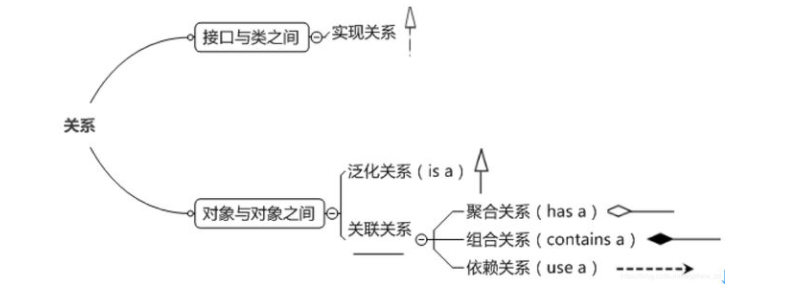 关系
接口与类之间
实现关系
对象与对象之间
泛化关系（is a）
关联关系
聚合关系（has a）
组合关系（contains a）
依赖关系（use a）